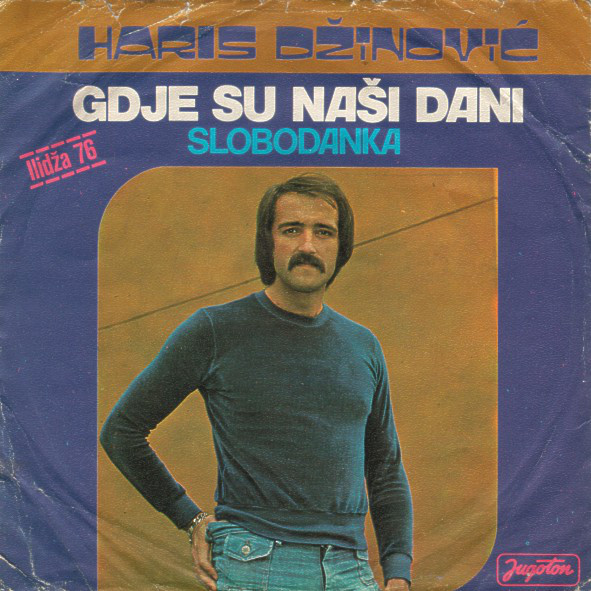 HARIS DŽINOVIĆ
GDJE SU NAŠI DANI
SLOBODANKA
Ilidža 76
Jugoton